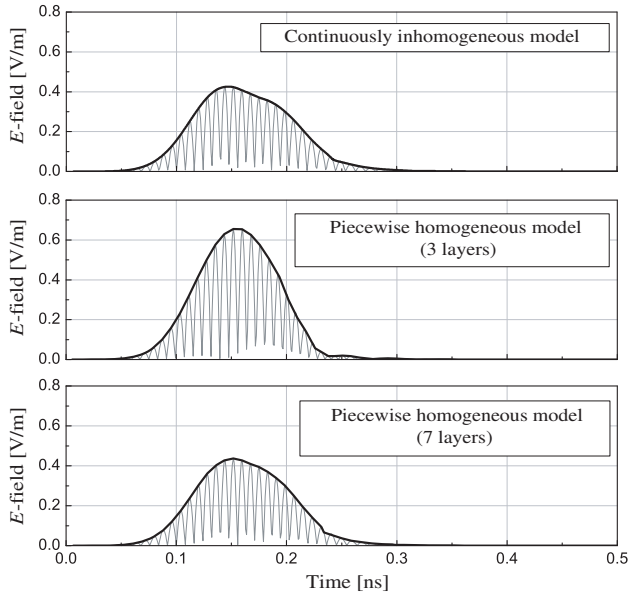 0.8
Continuously inhomogeneous model
0.6
0.4
0.2
0.0
E-field [V/m]
0.8
Piecewise homogeneous model
(3 layers)
0.6
0.4
0.2
0.0
E-field [V/m]
0.8
Piecewise homogeneous model
(7 layers)
0.6
0.4
0.2
0.0
E-field [V/m]
0.0 0.1 0.2 0.3 0.4 0.5
Time [ns]